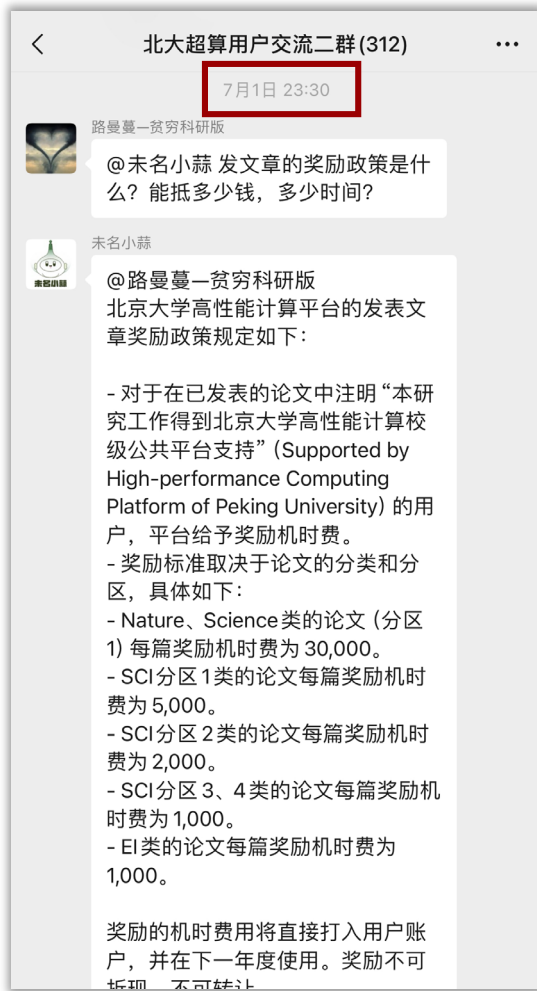 北大超算用户交流二群(312)
7月1日 23:30
路曼蔓—贫穷科研版
@未名小蒜 发文章的奖励政策是什
么？能抵多少钱，多少时间？
未名小蒜
未名小蒜
@路曼蔓—贫穷科研版
北京大学高性能计算平台的发表文
章奖励政策规定如下：
- 对于在已发表的论文中注明“本研
究工作得到北京大学高性能计算校
级公共平台支持”（Supported by
High-performance Computing
Platform of Peking University）的用
户，平台给予奖励机时费。
- 奖励标准取决于论文的分类和分
区，具体如下：
- Nature、Science类的论文（分区
1）每篇奖励机时费为30,000。
- SCI分区1类的论文每篇奖励机时
费为5,000。
- SCI分区2类的论文每篇奖励机时
费为2,000。
- SCI分区3、4类的论文每篇奖励机
时费为1,000。
- EI类的论文每篇奖励机时费为
1,000。
奖励的机时费用将直接打入用户账
户，并在下一年度使用。奖励不可
折现，不可转让